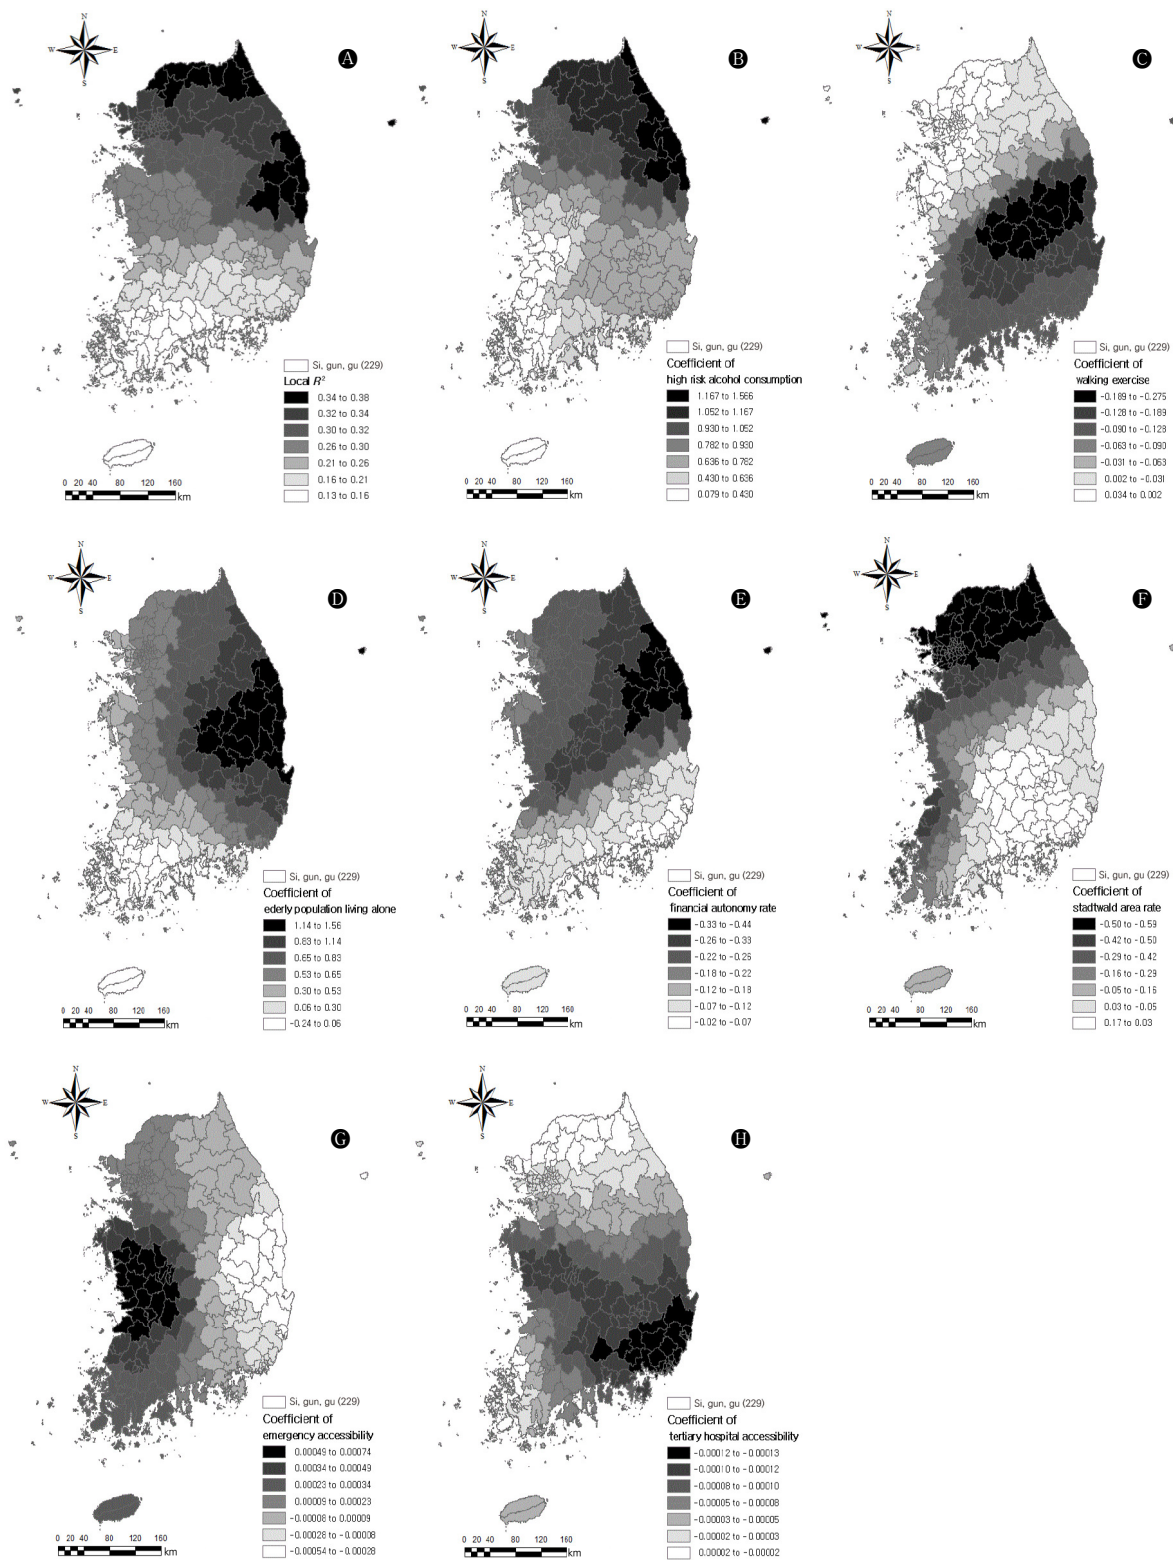 N
W E
S
A
Si, gun, gu (229)
Local R²
0.34 to 0.38
0.32 to 0.34
0.30 to 0.32
0.26 to 0.30
0.21 to 0.26
0.16 to 0.21
0.13 to 0.16
0 20 40 80 120 160
km
N
W E
S
B
Si, gun, gu (229)
Coefficient of
high risk alcohol consumption
1.167 to 1.566
1.052 to 1.167
0.930 to 1.052
0.782 to 0.930
0.636 to 0.782
0.430 to 0.636
0.079 to 0.430
0 20 40 80 120 160
km
N
W E
S
C
Si, gun, gu (229)
Coefficient of
walking exercise
-0.189 to -0.275
-0.128 to -0.189
-0.090 to -0.128
-0.063 to -0.090
-0.031 to -0.063
0.002 to -0.031
0.034 to 0.002
0 20 40 80 120 160
km
N
W E
S
D
Si, gun, gu (229)
Coefficient of
ederly population living alone
1.14 to 1.56
0.83 to 1.14
0.65 to 0.83
0.53 to 0.65
0.30 to 0.53
0.06 to 0.30
-0.24 to 0.06
0 20 40 80 120 160
km
N
W E
S
E
Si, gun, gu (229)
Coefficient of
financial autonomy rate
-0.33 to -0.44
-0.26 to -0.33
-0.22 to -0.26
-0.18 to -0.22
-0.12 to -0.18
-0.07 to -0.12
-0.02 to -0.07
0 20 40 80 120 160
km
N
W E
S
F
Si, gun, gu (229)
Coefficient of
stadtwald area rate
-0.50 to -0.59
-0.42 to -0.50
-0.29 to -0.42
-0.16 to -0.29
-0.05 to -0.16
0.03 to -0.05
0.17 to 0.03
0 20 40 80 120 160
km
N
W E
S
G
Si, gun, gu (229)
Coefficient of
emergency accessibility
0.00049 to 0.00074
0.00034 to 0.00049
0.00023 to 0.00034
0.00009 to 0.00023
-0.00008 to 0.00009
-0.00028 to -0.00008
-0.00054 to -0.00028
0 20 40 80 120 160
km
N
W E
S
H
Si, gun, gu (229)
Coefficient of
tertiary hospital accessibility
-0.00012 to -0.00013
-0.00010 to -0.00012
-0.00008 to -0.00010
-0.00005 to -0.00008
-0.00003 to -0.00005
-0.00002 to -0.00003
0.00002 to -0.00002
0 20 40 80 120 160
km